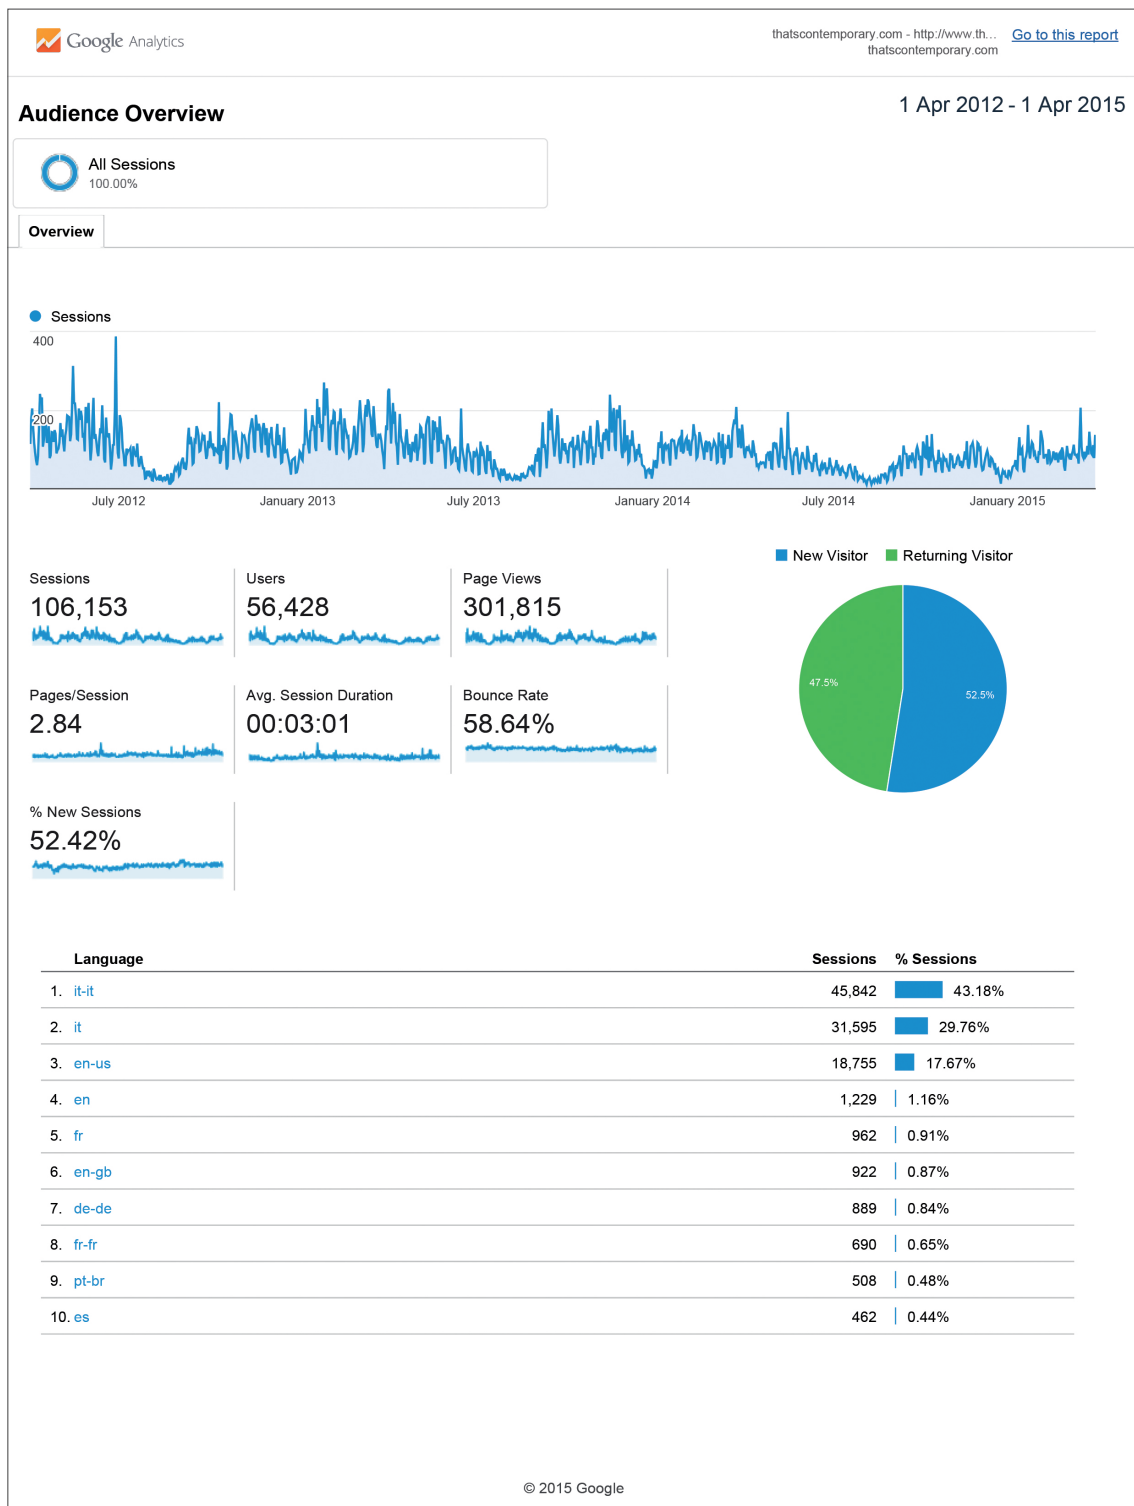 Google Analytics
thatscontemporary.com - http://www.th...
thatscontemporary.com
Go to this report
Audience Overview
1 Apr 2012 - 1 Apr 2015
All Sessions
100.00%
Overview
Sessions
400
200
July 2012 January 2013 July 2013 January 2014 July 2014 January 2015
New Visitor Returning Visitor
Sessions Users Page Views
106,153 56,428 301,815
47.5% 52.5%
Pages/Session Avg. Session Duration Bounce Rate
2.84 00:03:01 58.64%
% New Sessions
52.42%
Language Sessions % Sessions
1. it-it 45,842 43.18%
2. it 31,595 29.76%
3. en-us 18,755 17.67%
4. en 1,229 1.16%
5. fr 962 0.91%
6. en-gb 922 0.87%
7. de-de 889 0.84%
8. fr-fr 690 0.65%
9. pt-br 508 0.48%
10. es 462 0.44%
© 2015 Google